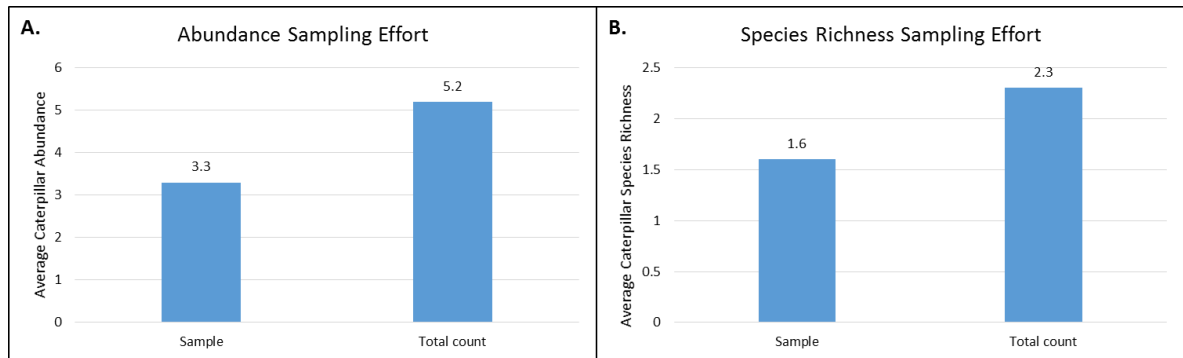 A.
Abundance Sampling Effort
Average Caterpillar Abundance
6
5
4
3
2
1
0
3.3
5.2
Sample
Total count
B.
Species Richness Sampling Effort
Average Caterpillar Species Richness
2.5
2
1.5
1
0.5
0
1.6
2.3
Sample
Total count